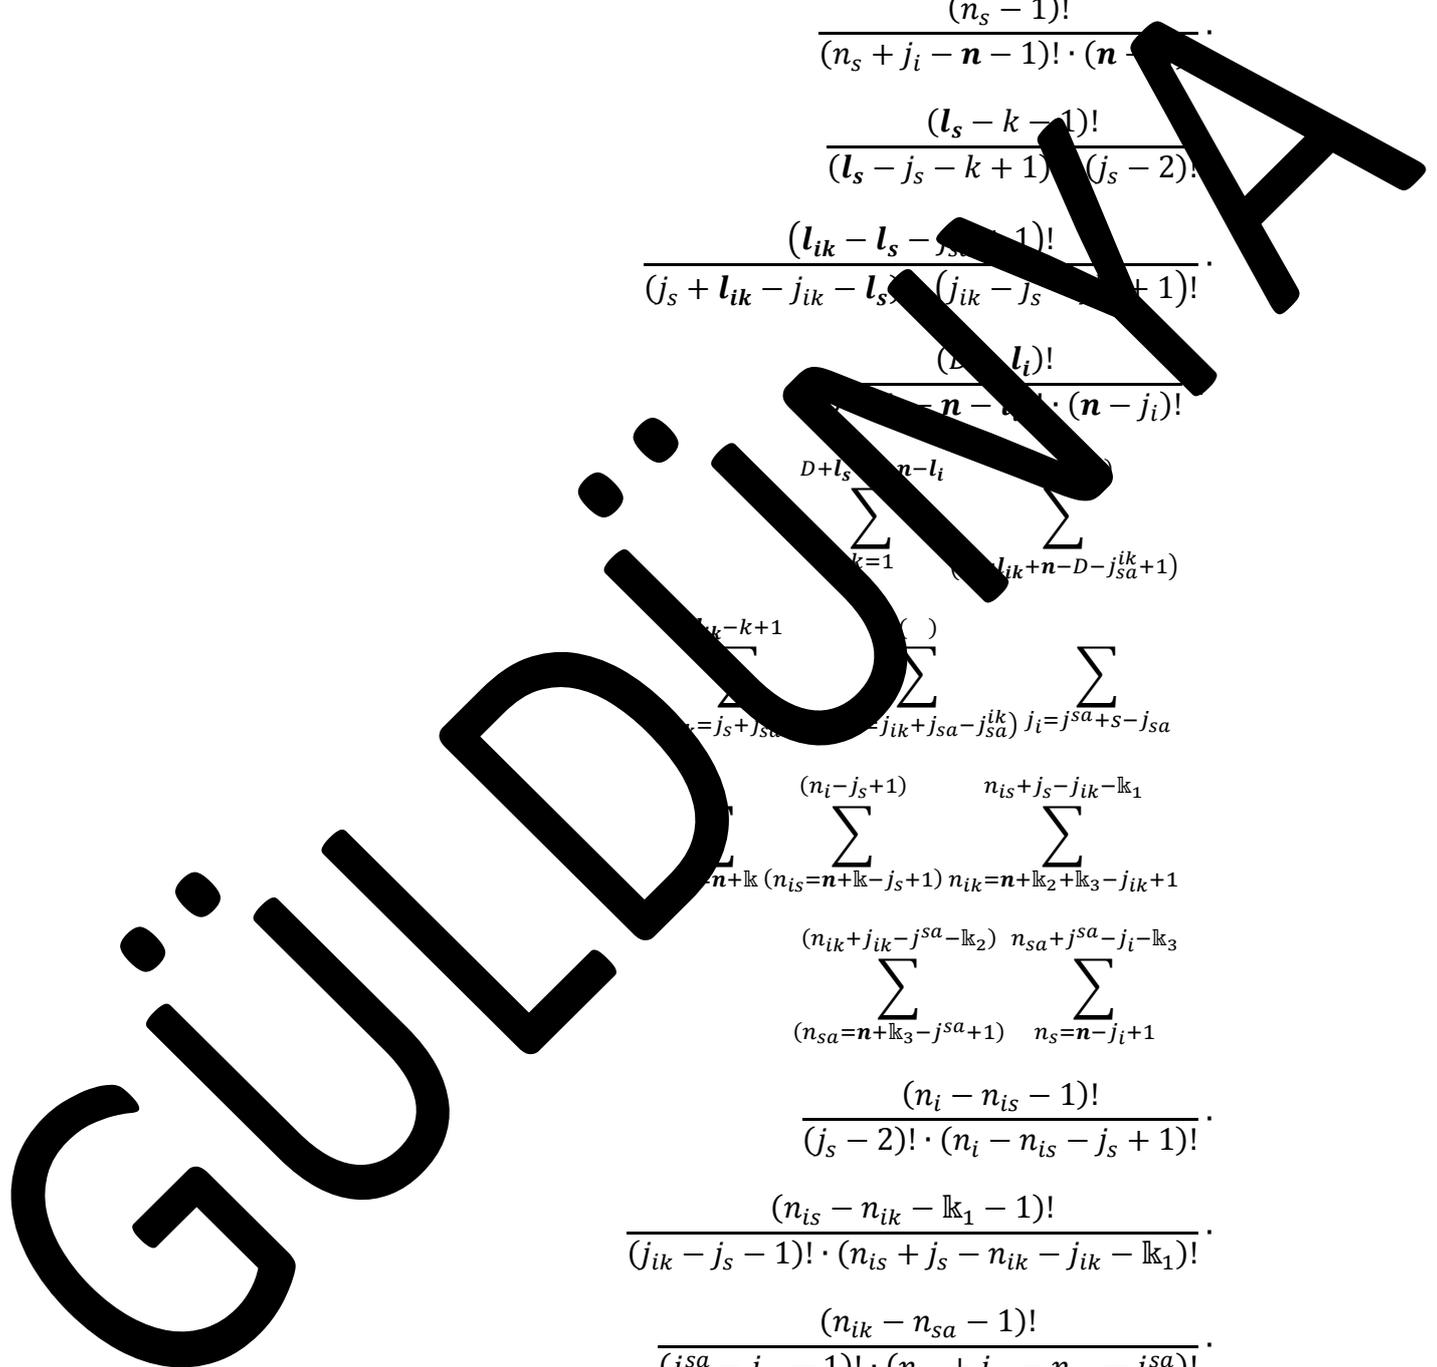 (n_s − 1)!
(n_s + j_i − n − 1)! · (n −
(l_s − k − 1)!
(l_s − j_s − k + 1) (j_s − 2)!
(l_ik − l_s − 1)!
(j_s + l_ik − j_ik − l_s) (j_ik − j_s + 1)!
l_i)!
− n − · (n − j_i)! 
D+l_s n−l_i
∑ ∑
k=1 l_ik+n−D−j_sa^ik+1)
−k+1 ( )
∑ ∑ ∑
=j_s+ =j_ik+j_sa−j_sa^ik) j_i=j^sa+s−j_sa
(n_i−j_s+1) n_is+j_s−j_ik−𝕜_1
∑ ∑ ∑
n+𝕜 (n_is=n+𝕜−j_s+1) n_ik=n+𝕜_2+𝕜_3−j_ik+1
(n_ik+j_ik−j^sa−𝕜_2) n_sa+j^sa−j_i−𝕜_3
∑ ∑
(n_sa=n+𝕜_3−j^sa+1) n_s=n−j_i+1
(n_i − n_is − 1)!
(j_s − 2)! · (n_i − n_is − j_s + 1)! ·
(n_is − n_ik − 𝕜_1 − 1)!
(j_ik − j_s − 1)! · (n_is + j_s − n_ik − j_ik − 𝕜_1)! ·
(n_ik − n_sa − 1)!
GÜLDÜNYA